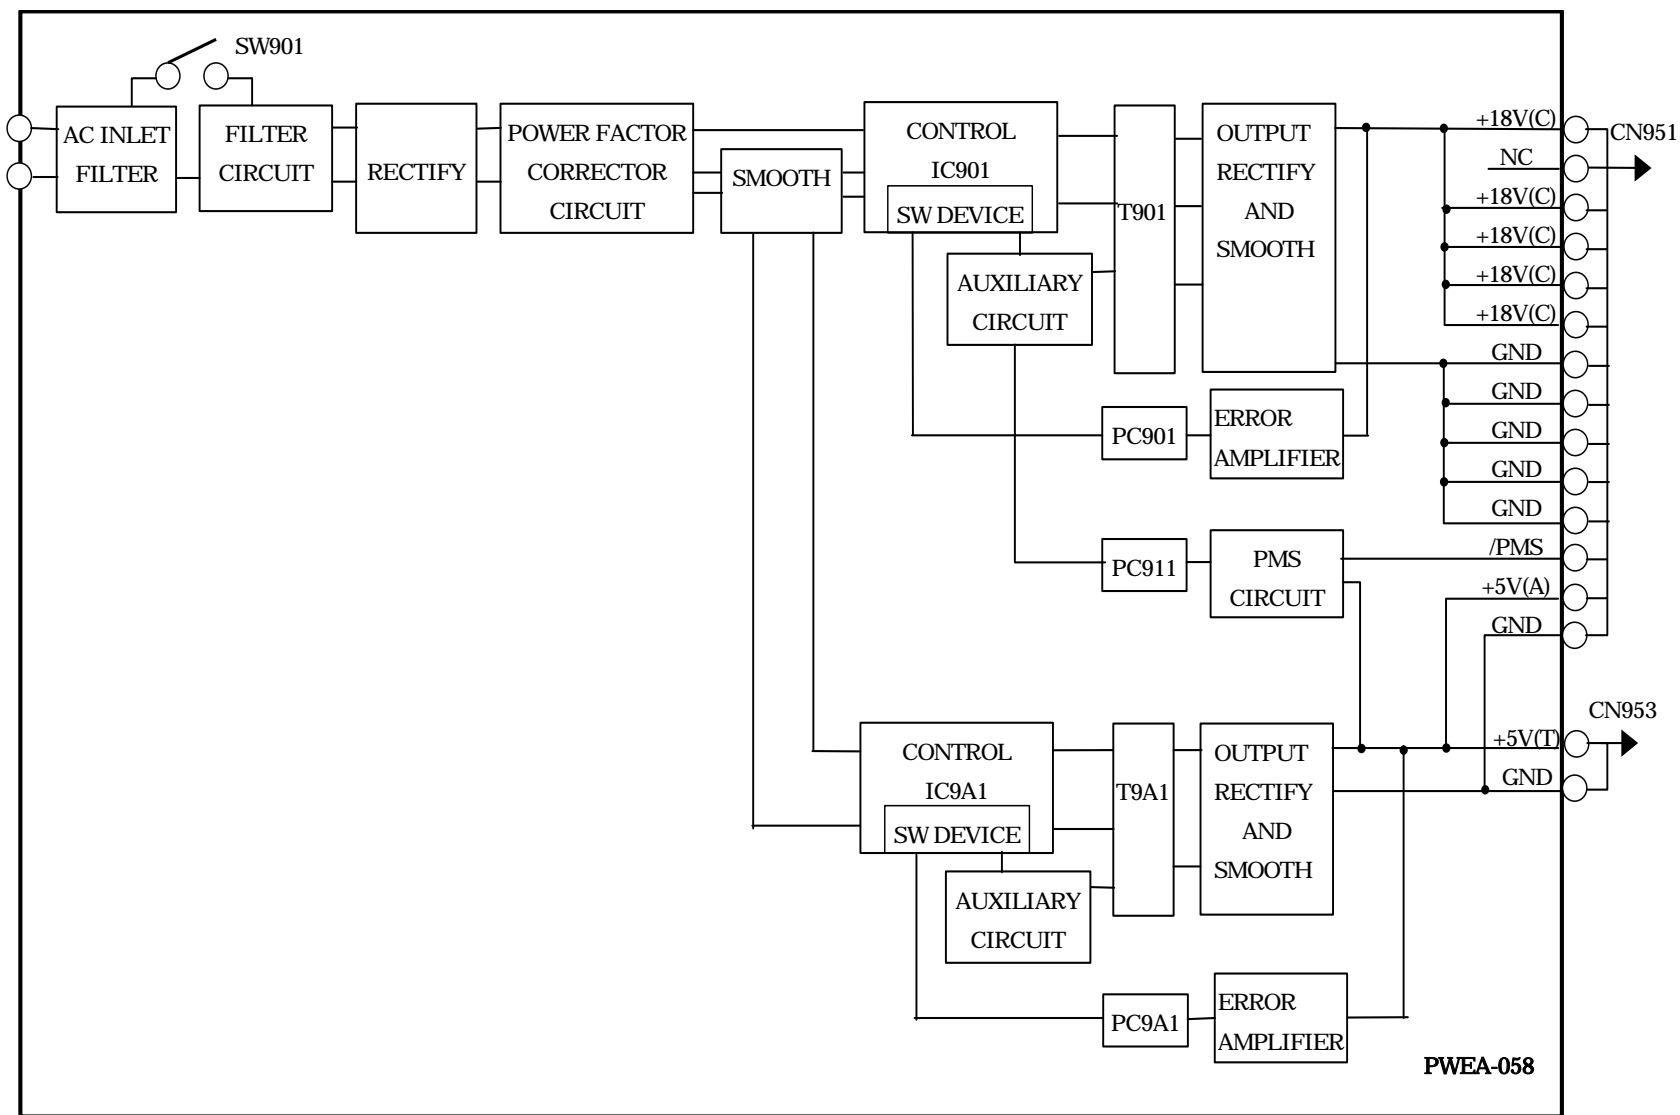 SW901
AC INLET
FILTER
FILTER
CIRCUIT
RECTIFY
POWER FACTOR
CORRECTOR
CIRCUIT
SMOOTH
CONTROL
IC901
SW DEVICE
AUXILIARY
CIRCUIT
T901
OUTPUT
RECTIFY
AND
SMOOTH
PC901
ERROR
AMPLIFIER
PC911
PMS
CIRCUIT
+18V(C)
NC
+18V(C)
+18V(C)
+18V(C)
+18V(C)
GND
GND
GND
GND
GND
/PMS
+5V(A)
GND
CN951
CONTROL
IC9A1
SW DEVICE
AUXILIARY
CIRCUIT
T9A1
OUTPUT
RECTIFY
AND
SMOOTH
PC9A1
ERROR
AMPLIFIER
+5V(T)
GND
CN953
PWEA-058